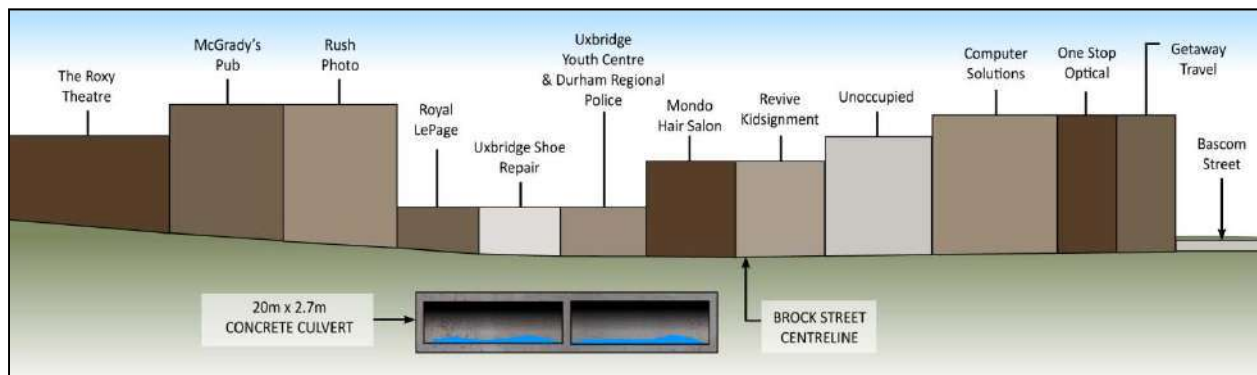 The Roxy
Theatre
McGrady's
Pub
Rush
Photo
Royal
LePage
Uxbridge Shoe
Repair
Uxbridge
Youth Centre
& Durham Regional
Police
Mondo
Hair Salon
Revive
Kidsignment
Unoccupied
Computer
Solutions
One Stop
Optical
Getaway
Travel
Bascom
Street
20m x 2.7m
CONCRETE CULVERT
BROCK STREET
CENTRELINE